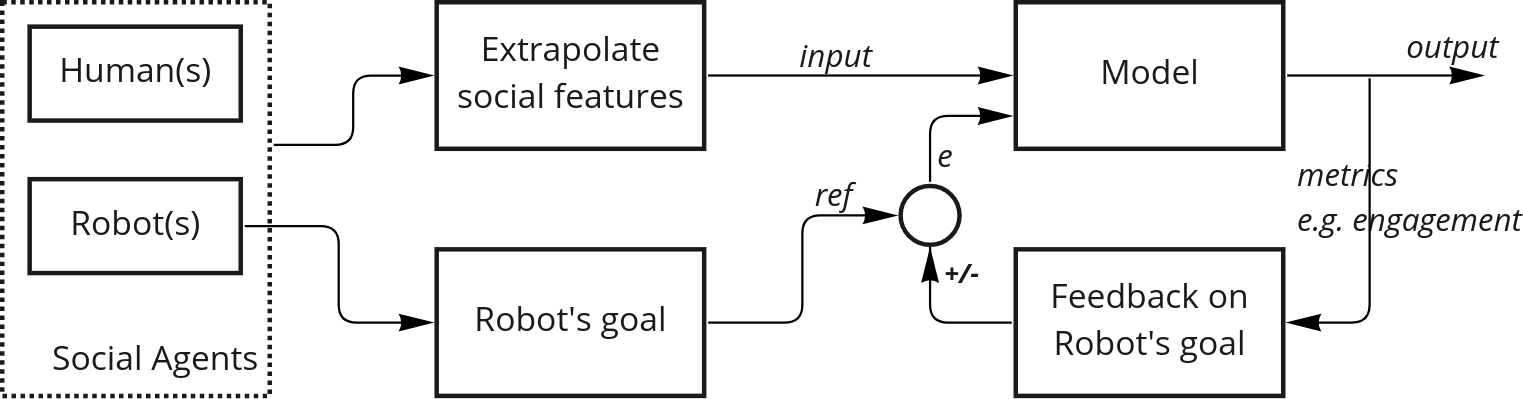 Human(s)
Robot(s)
Social Agents
Extrapolate
social features
Robot's goal
input
ref
e
+/-
Model
Feedback on
Robot's goal
output
metrics
e.g. engagement